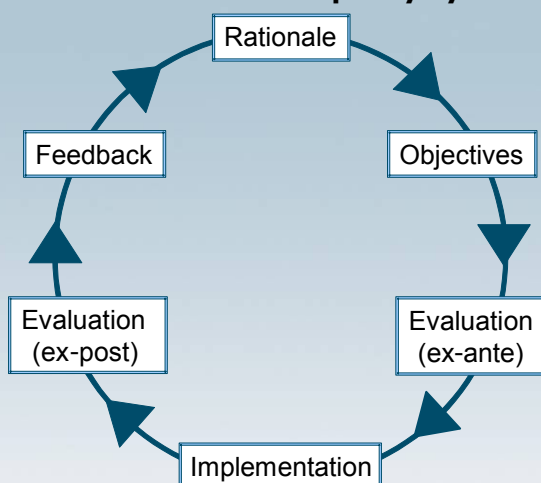 Rationale
Objectives
Evaluation
(ex-ante)
Implementation
Evaluation
(ex-post)
Feedback